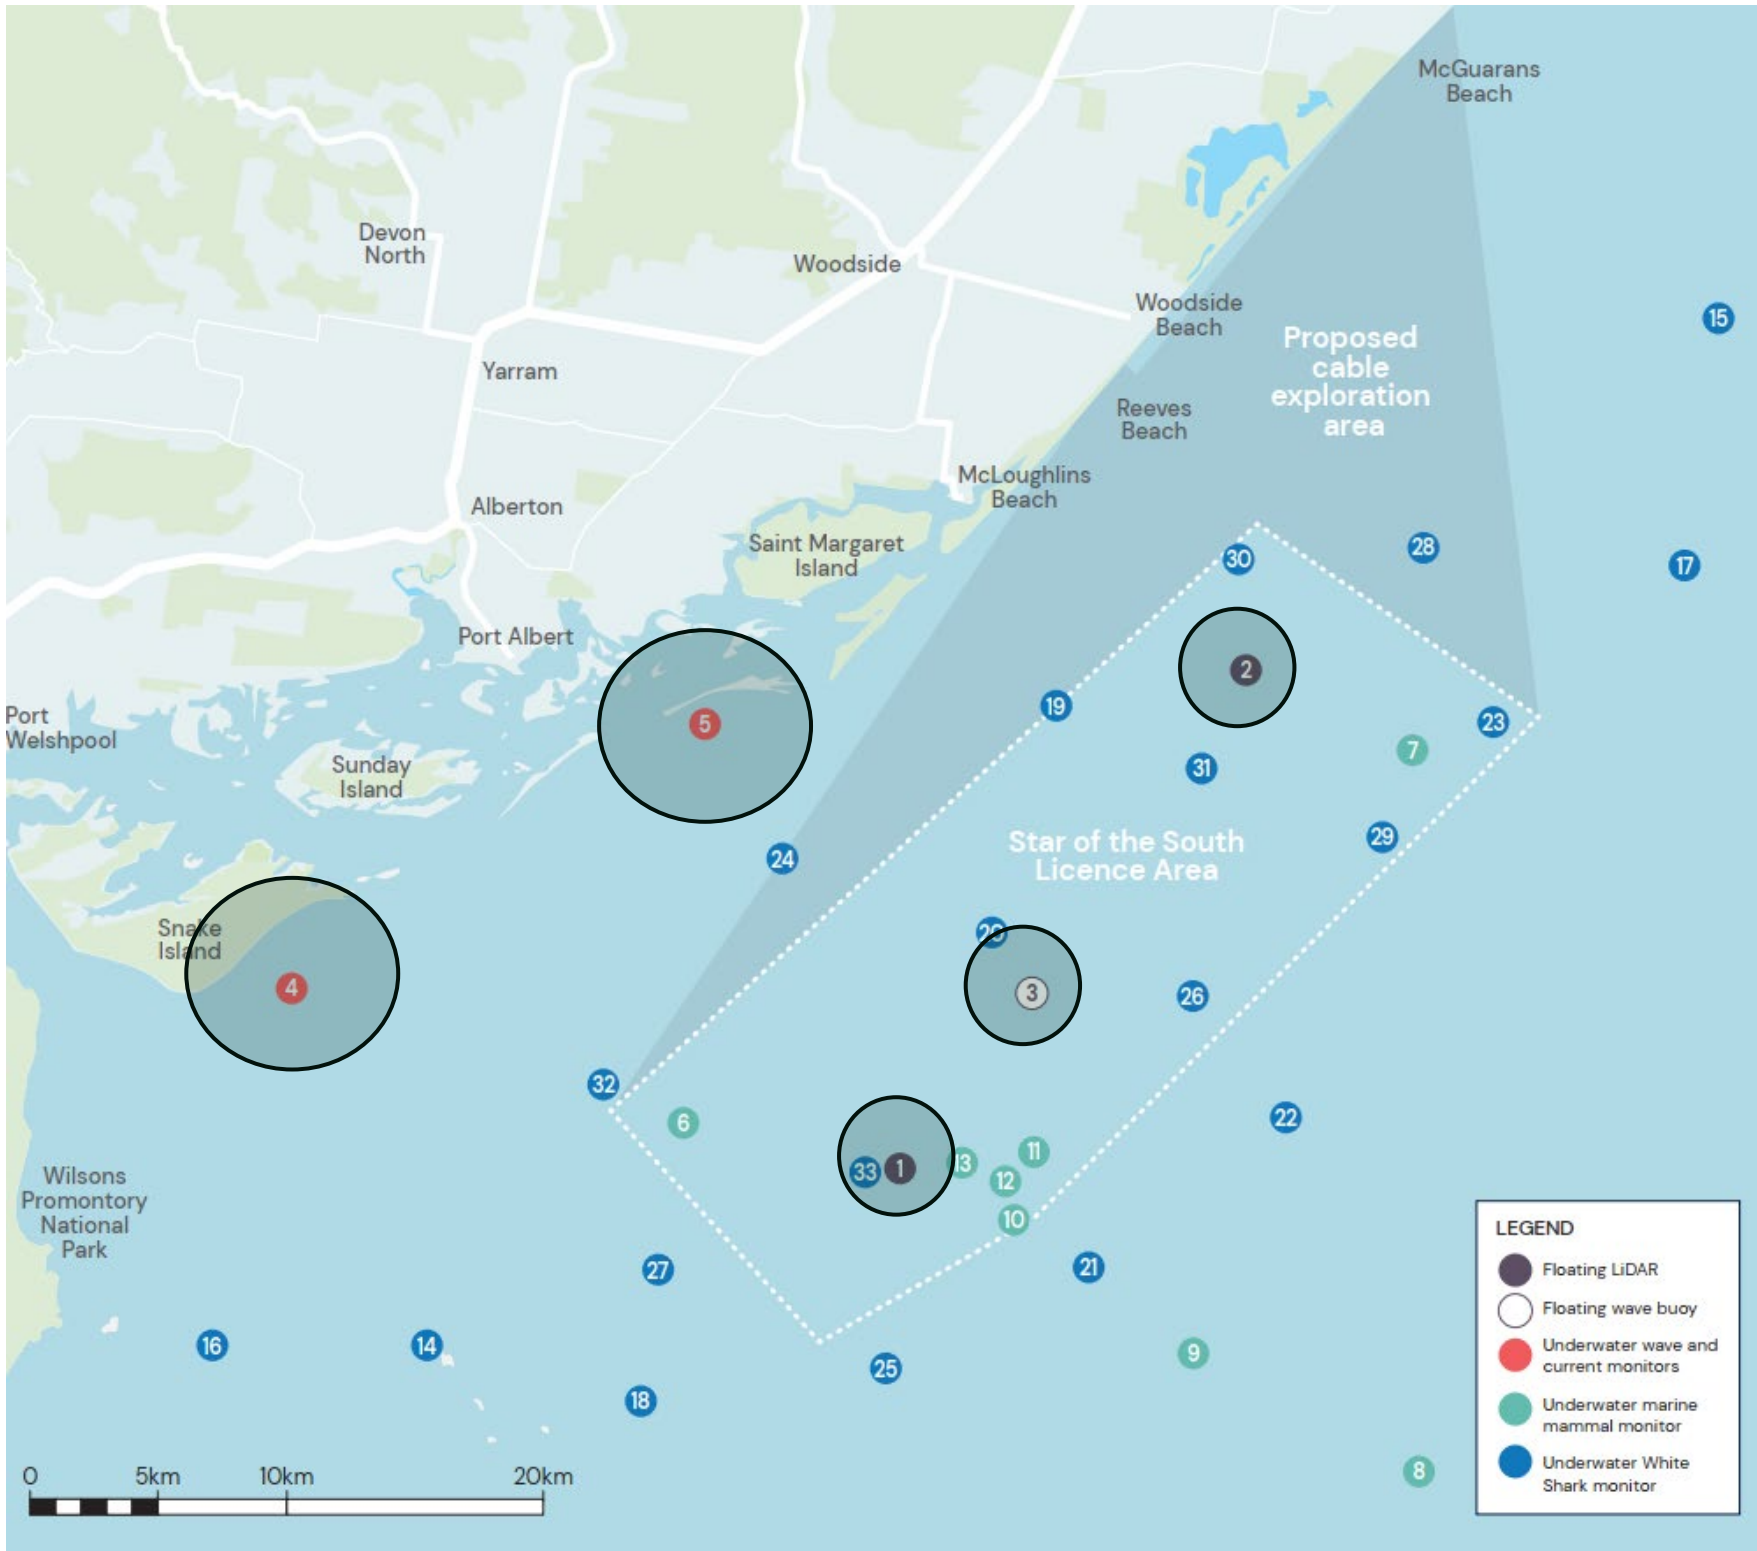 McGuarans
Beach
Devon
North
Woodside
Woodside
Beach
15
Proposed
cable
exploration
area
Yarram
Reeves
Beach
McLoughlins
Beach
Alberton
Saint Margaret
Island
30
28
17
Port Albert
2
Port
Welshpool
5
19
23
7
Sunday
Island
31
29
Star of the South
Licence Area
24
Snake
Island
20
4
3
26
32
6
22
11
13
12
33
1
10
Wilsons
Promontory
National
Park
27
21
16
14
25
9
18
8
LEGEND
Floating LiDAR
Floating wave buoy
Underwater wave and
current monitors
Underwater marine
mammal monitor
Underwater White
Shark monitor
0 5km 10km 20km